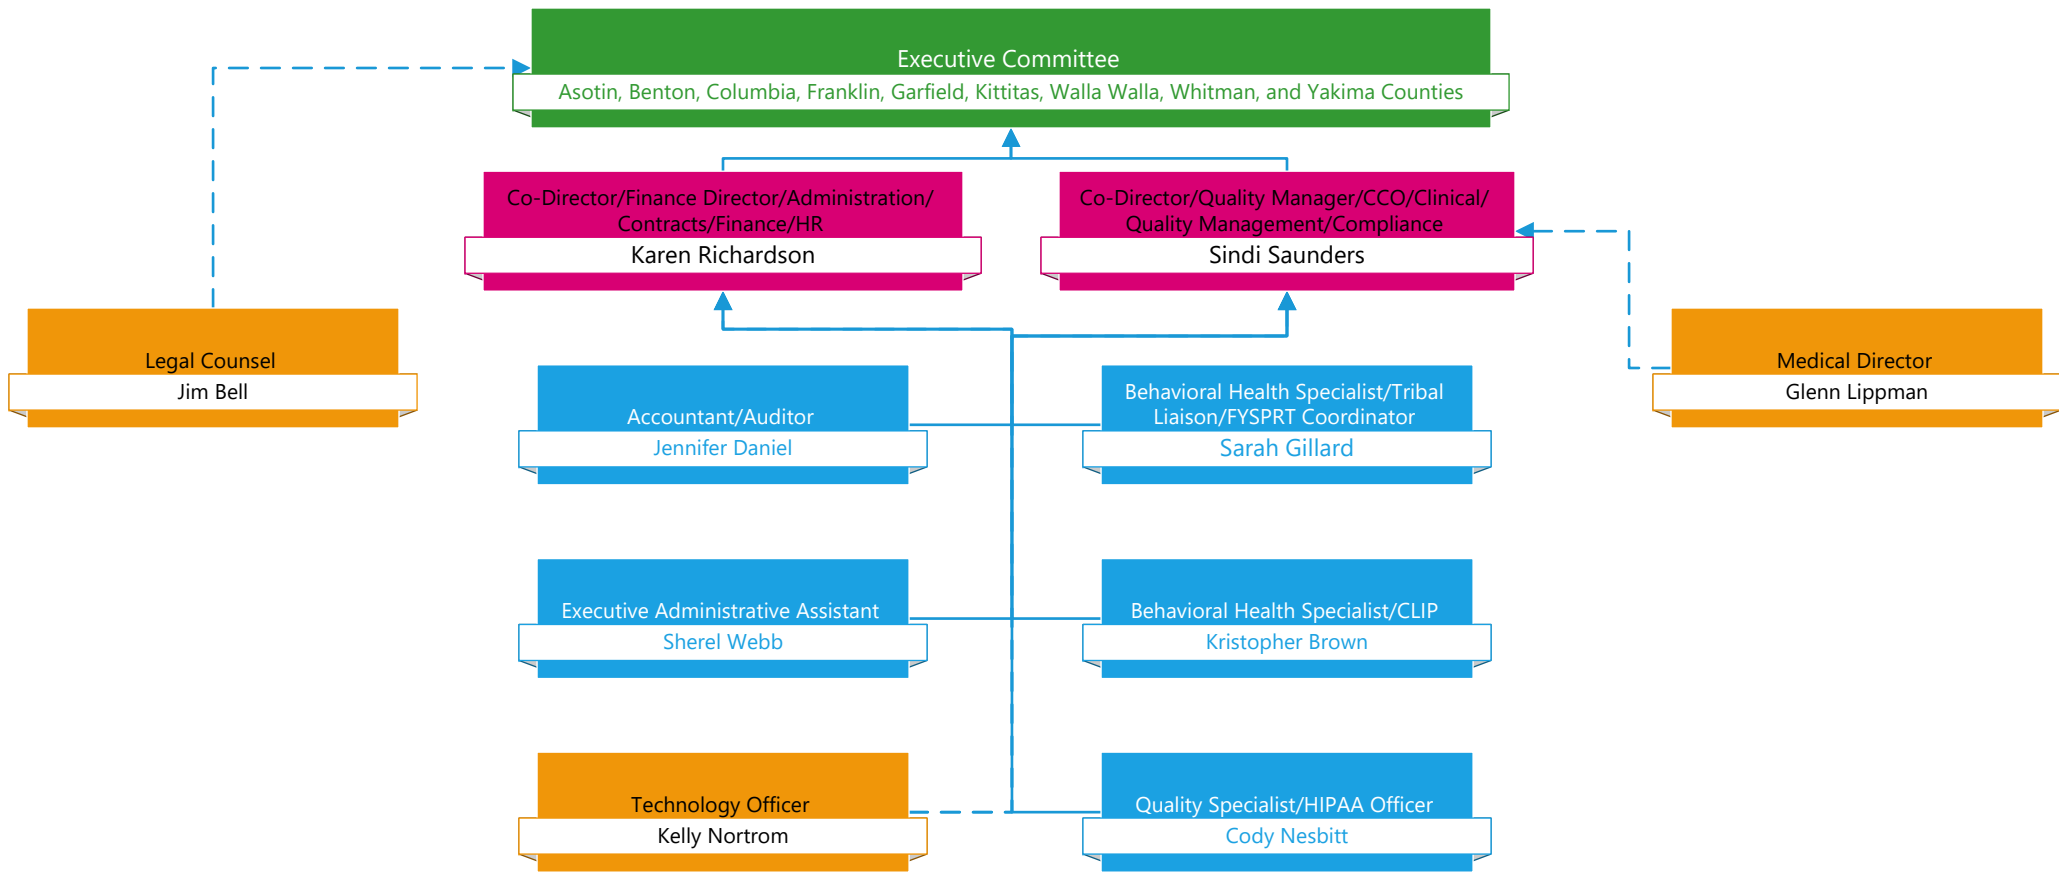 Executive Committee
Asotin, Benton, Columbia, Franklin, Garfield, Kittitas, Walla Walla, Whitman, and Yakima Counties
Co-Director/Finance Director/Administration/
Contracts/Finance/HR
Karen Richardson
Co-Director/Quality Manager/CCO/Clinical/
Quality Management/Compliance
Sindi Saunders
Legal Counsel
Jim Bell
Medical Director
Glenn Lippman
Accountant/Auditor
Jennifer Daniel
Behavioral Health Specialist/Tribal
Liaison/FYSPRT Coordinator
Sarah Gillard
Executive Administrative Assistant
Sherel Webb
Behavioral Health Specialist/CLIP
Kristopher Brown
Technology Officer
Kelly Nortrom
Quality Specialist/HIPAA Officer
Cody Nesbitt